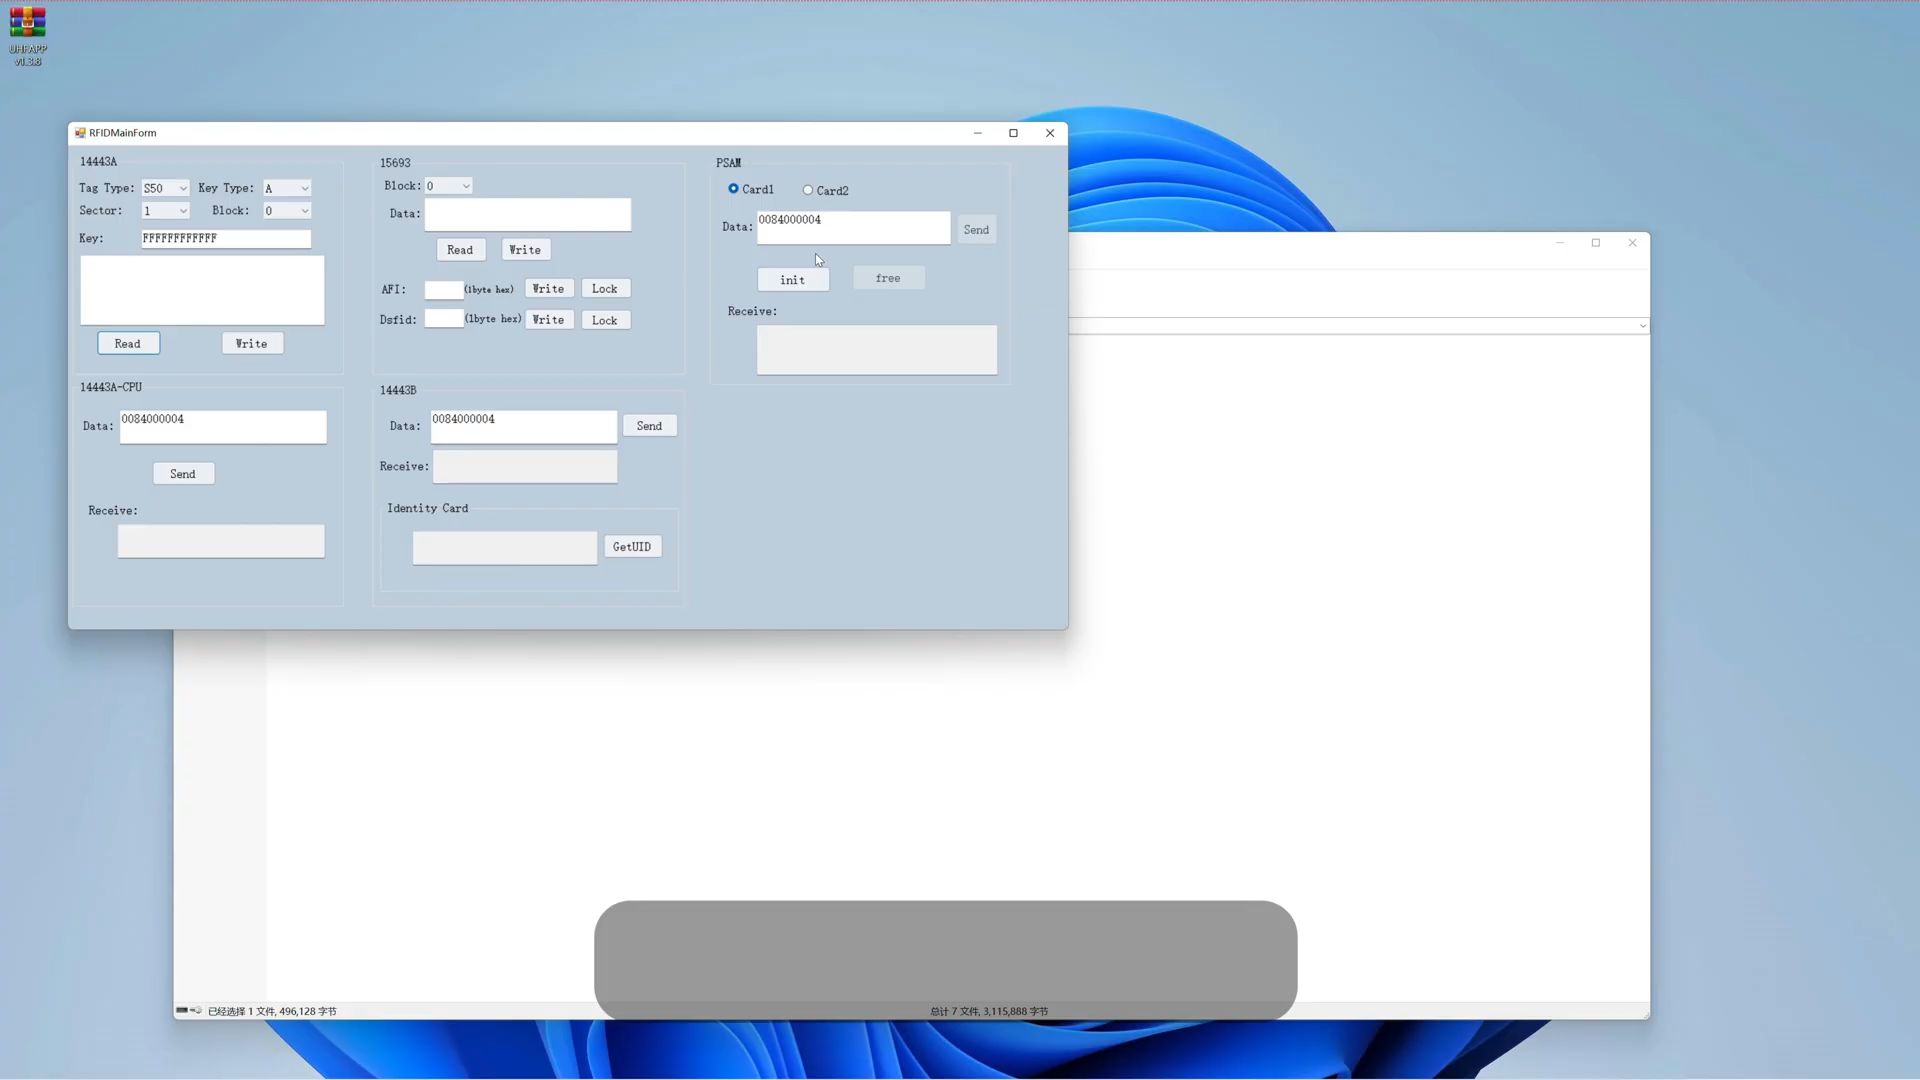 UHFAPP
v1.3.8
RFIDMainForm
14443A
Tag Type: S50 Key Type: A
Sector: 1 Block: 0
Key: FFFFFFFFFFFF
Read Write
14443A-CPU
Data: 0084000004
Send
Receive:
15693
Block: 0
Data:
Read Write
AFI: (1byte hex) Write Lock
Dsfid: (1byte hex) Write Lock
14443B
Data: 0084000004 Send
Receive:
Identity Card
GetUID
PSAM
Card1 Card2
Data: 0084000004 Send
init free
Receive:
已经选择 1 文件, 496,128 字节
总计 7 文件, 3,115,888 字节